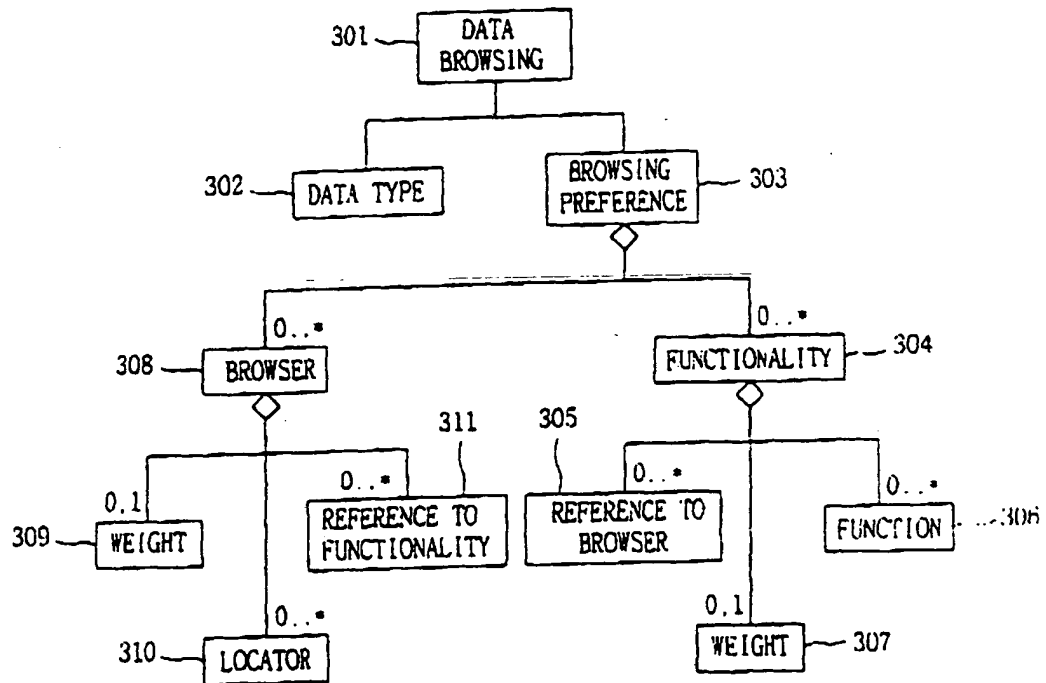 301
DATA
BROWSING
302
DATA TYPE
BROWSING
PREFERENCE
303
0..*
0..*
308
BROWSER
FUNCTIONALITY
304
311
305
0,1
0..*
0..*
0..*
309
WEIGHT
REFERENCE TO
FUNCTIONALITY
REFERENCE TO
BROWSER
FUNCTION
306
0..*
0,1
310
LOCATOR
WEIGHT
307